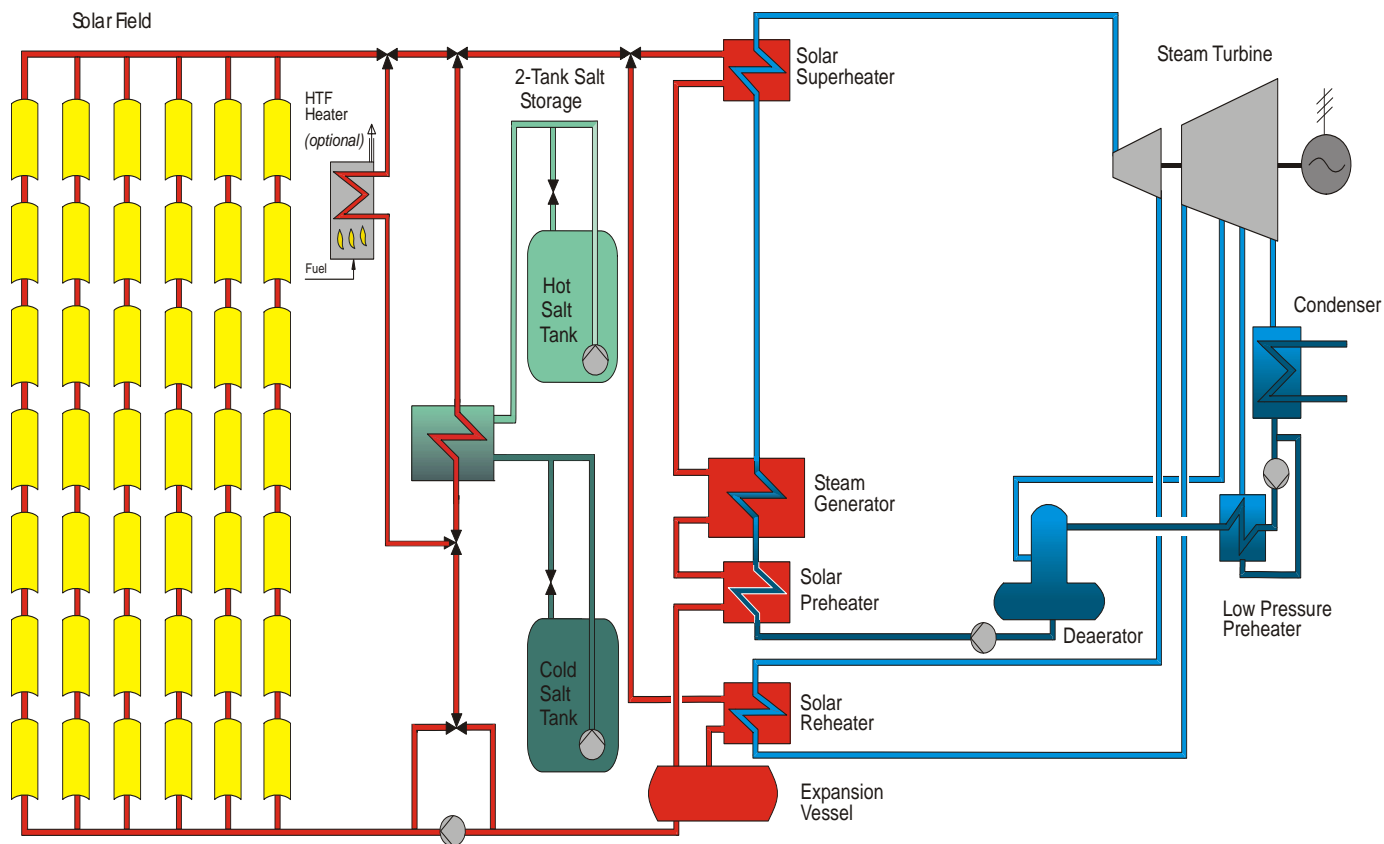 Solar Field
HTF
Heater
(optional)
Fuel
2-Tank Salt
Storage
Hot
Salt
Tank
Cold
Salt
Tank
Solar
Superheater
Steam
Generator
Solar
Preheater
Solar
Reheater
Expansion
Vessel
Steam Turbine
Condenser
Deaerator
Low Pressure
Preheater